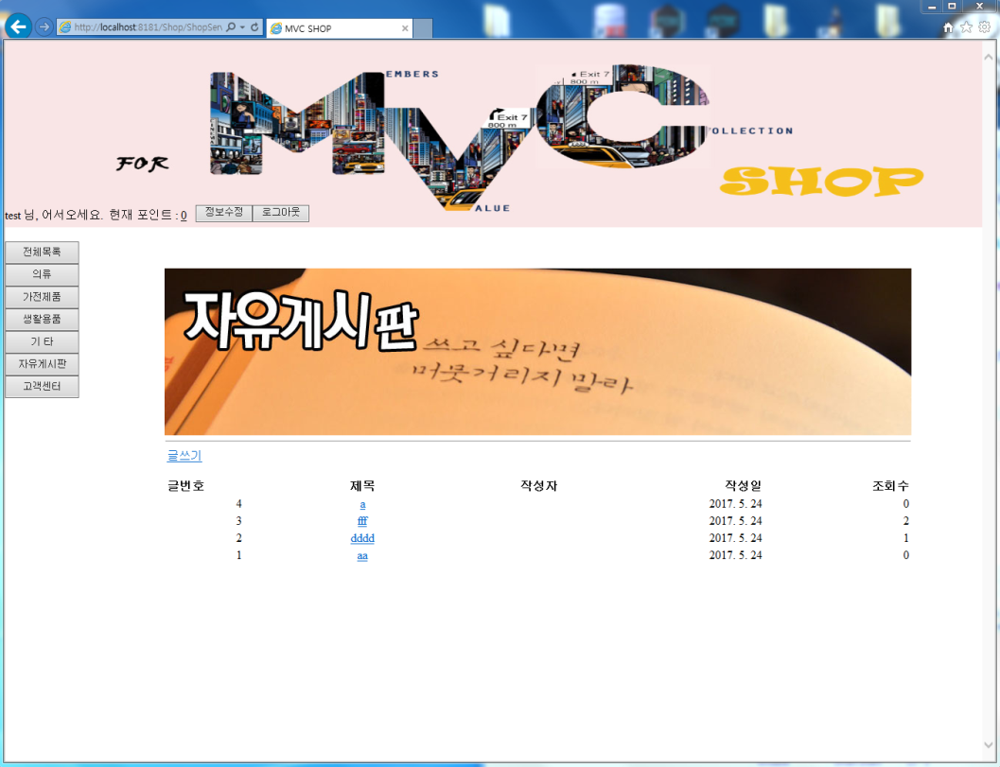 http://localhost:8181/Shop/ShopServ
MVC SHOP
EMBERS
Exit 7
800 m
Exit 7
800 m
MVC
OLLECTION
FOR
SHOP
ALUE
test 님, 어서오세요. 현재 포인트 : 0 정보수정 로그아웃
전체목록
의류
가전제품
생활용품
기 타
자유게시판
고객센터
자유게시판
쓰고 싶다면
머뭇거리지 말라
글쓰기
글번호 제목 작성자 작성일 조회수
4 a 2017. 5. 24 0
3 fff 2017. 5. 24 2
2 dddd 2017. 5. 24 1
1 aa 2017. 5. 24 0